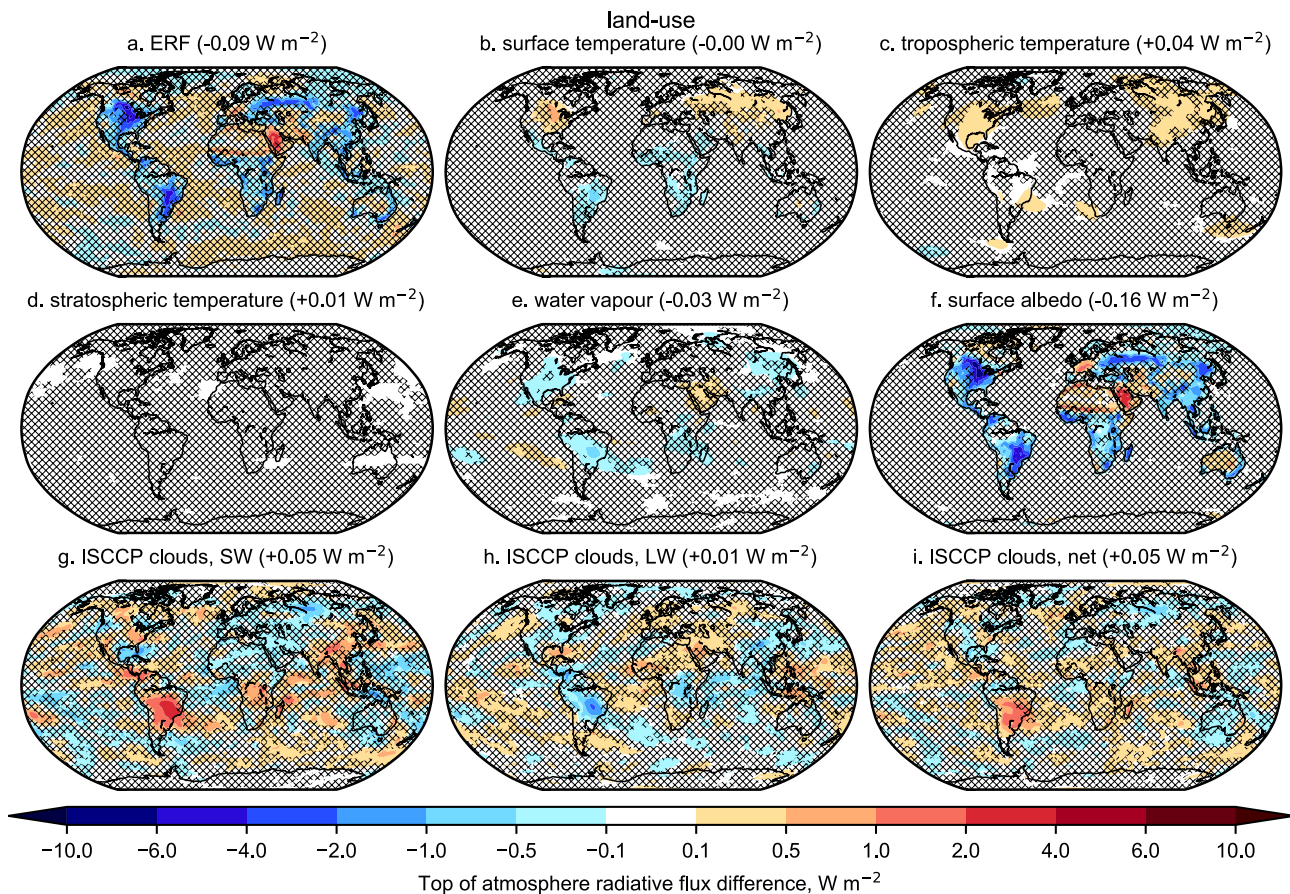 land-use
a. ERF (-0.09 W m⁻²)
b. surface temperature (-0.00 W m⁻²)
c. tropospheric temperature (+0.04 W m⁻²)
d. stratospheric temperature (+0.01 W m⁻²)
e. water vapour (-0.03 W m⁻²)
f. surface albedo (-0.16 W m⁻²)
g. ISCCP clouds, SW (+0.05 W m⁻²)
h. ISCCP clouds, LW (+0.01 W m⁻²)
i. ISCCP clouds, net (+0.05 W m⁻²)
−10.0 −6.0 −4.0 −2.0 −1.0 −0.5 −0.1 0.1 0.5 1.0 2.0 4.0 6.0 10.0
Top of atmosphere radiative flux difference, W m⁻²